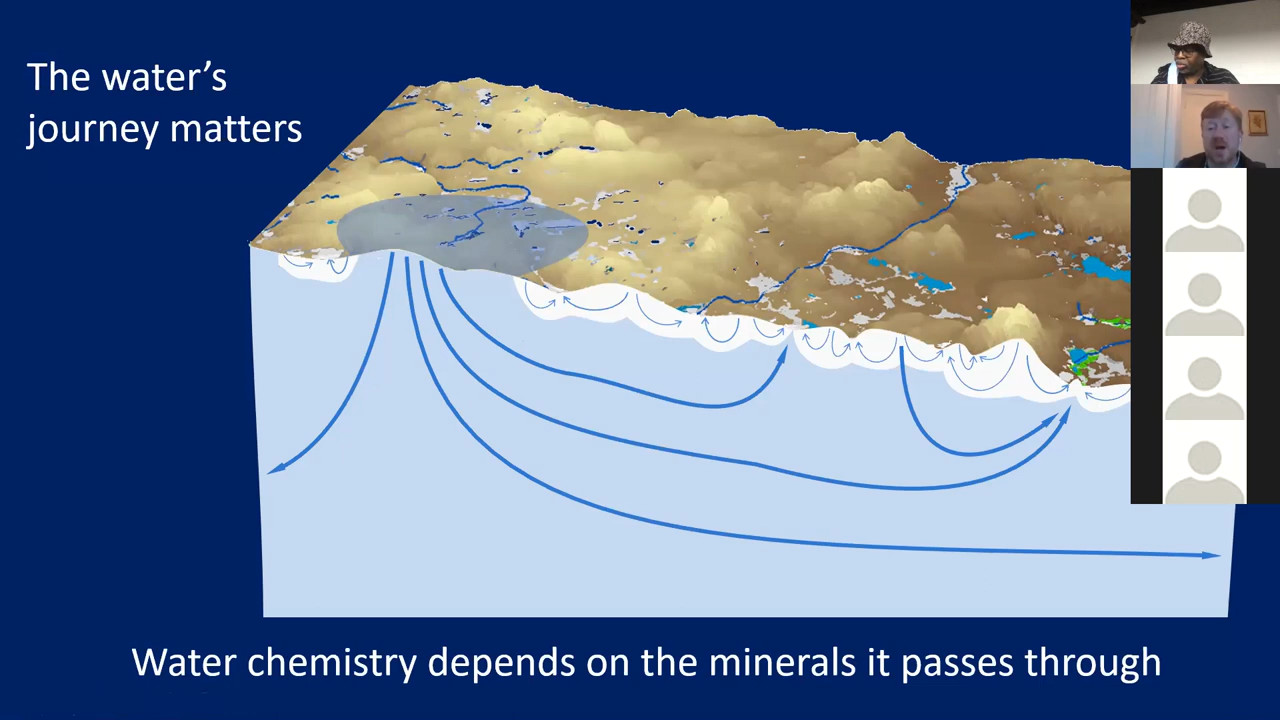 The water’s
journey matters
Water chemistry depends on the minerals it passes through